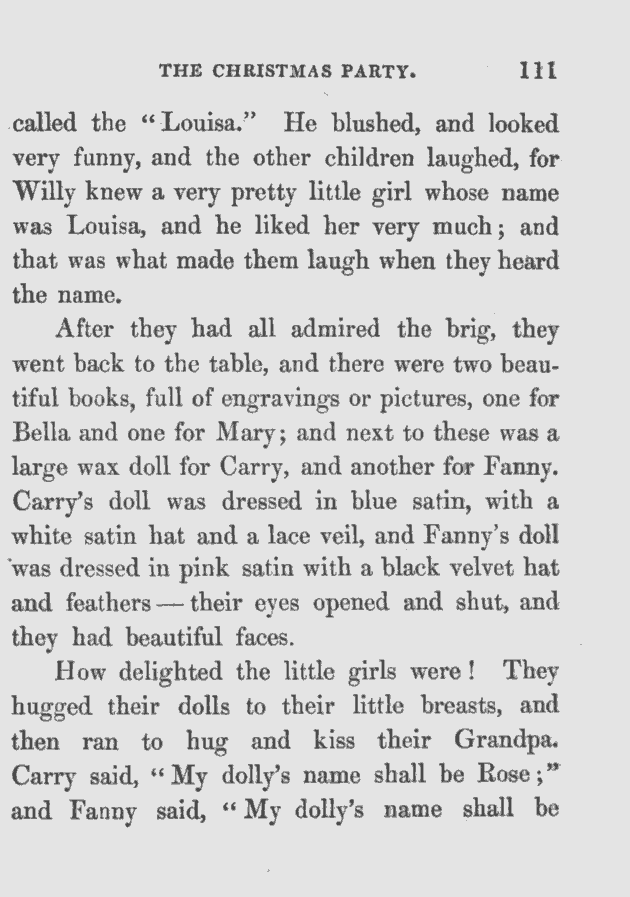 THE CHRISTMAS PARTY. 111
called the “Louisa.” He blushed, and looked
very funny, and the other children laughed, for
Willy knew a very pretty little girl whose name
was Louisa, and he liked her very much; and
that was what made them laugh when they heard
the name.
After they had all admired the brig, they
went back to the table, and there were two beau-
tiful books, full of engravings or pictures, one for
Bella and one for Mary; and next to these was a
large wax doll for Carry, and another for Fanny.
Carry’s doll was dressed in blue satin, with a
white satin hat and a lace veil, and Fanny’s doll
was dressed in pink satin with a black velvet hat
and feathers — their eyes opened and shut, and
they had beautiful faces.
How delighted the little girls were! They
hugged their dolls to their little breasts, and
then ran to hug and kiss their Grandpa.
Carry said, “My dolly’s name shall be Rose;”
and Fanny said, “My dolly’s name shall be